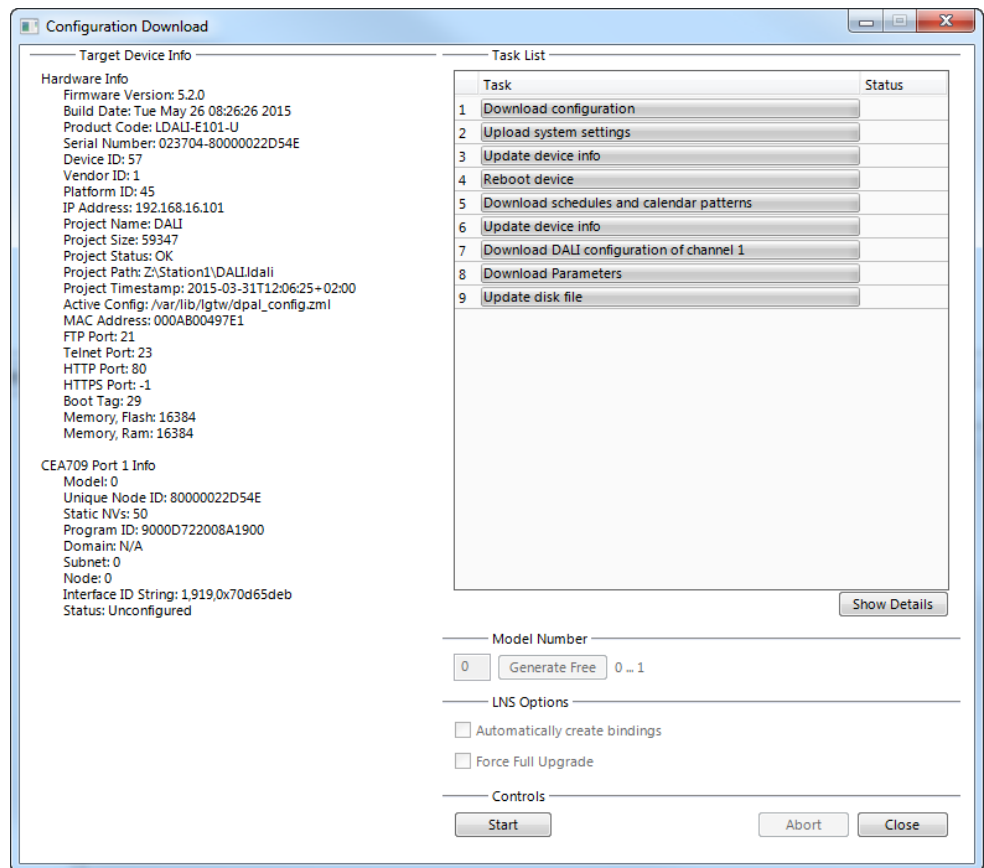 Configuration Download
Target Device Info
Hardware Info
Firmware Version: 5.2.0
Build Date: Tue May 26 08:26:26 2015
Product Code: LDALI-E101-U
Serial Number: 023704-80000022D54E
Device ID: 57
Vendor ID: 1
Platform ID: 45
IP Address: 192.168.16.101
Project Name: DALI
Project Size: 59347
Project Status: OK
Project Path: Z:\Station1\DALI.ldali
Project Timestamp: 2015-03-31T12:06:25+02:00
Active Config: /var/lib/lgtw/dpal_config.zml
MAC Address: 000AB00497E1
FTP Port: 21
Telnet Port: 23
HTTP Port: 80
HTTPS Port: -1
Boot Tag: 29
Memory, Flash: 16384
Memory, Ram: 16384
CEA709 Port 1 Info
Model: 0
Unique Node ID: 80000022D54E
Static NVs: 50
Program ID: 9000D722008A1900
Domain: N/A
Subnet: 0
Node: 0
Interface ID String: 1,919,0x70d65deb
Status: Unconfigured
Task List
Task Status
1 Download configuration
2 Upload system settings
3 Update device info
4 Reboot device
5 Download schedules and calendar patterns
6 Update device info
7 Download DALI configuration of channel 1
8 Download Parameters
9 Update disk file
Show Details
Model Number
0 Generate Free 0 ... 1
LNS Options
Automatically create bindings
Force Full Upgrade
Controls
Start Abort Close